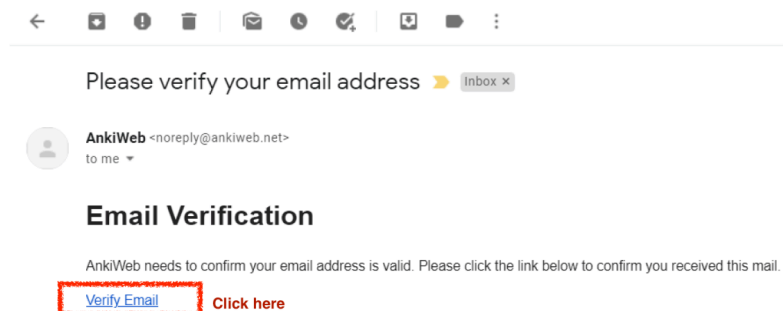 Please verify your email address Inbox ×
AnkiWeb <noreply@ankiweb.net>
to me
Email Verification
AnkiWeb needs to confirm your email address is valid. Please click the link below to confirm you received this mail.
Verify Email Click here